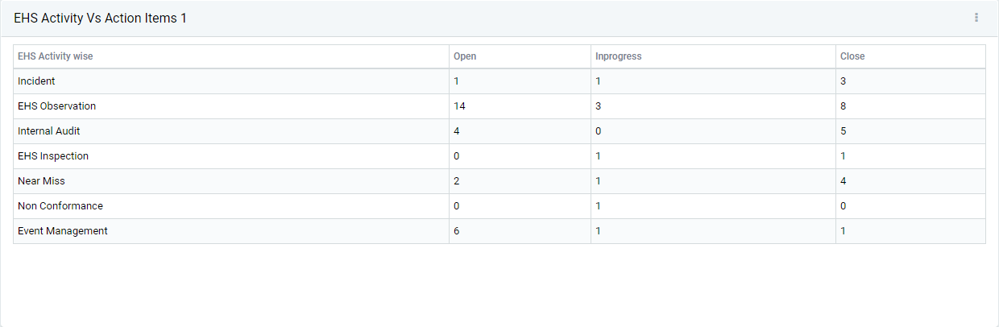 EHS Activity Vs Action Items 1
EHS Activity wise Open Inprogress Close
Incident 1 1 3
EHS Observation 14 3 8
Internal Audit 4 0 5
EHS Inspection 0 1 1
Near Miss 2 1 4
Non Conformance 0 1 0
Event Management 6 1 1